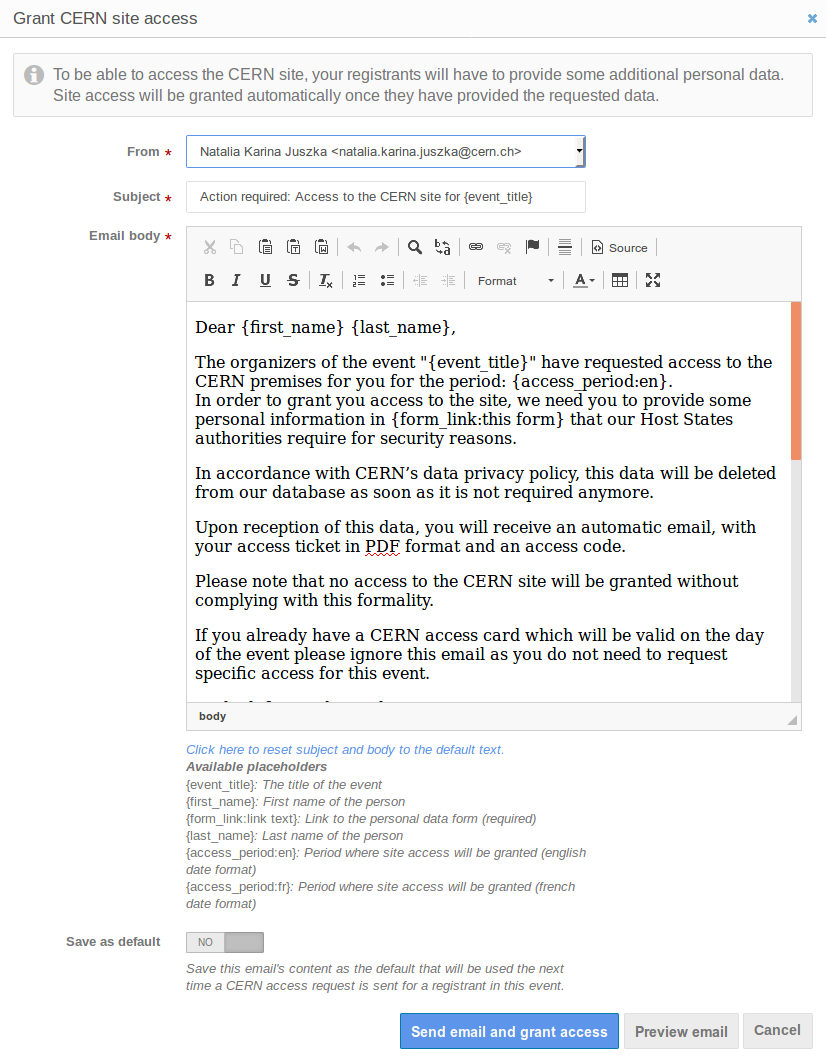 Grant CERN site access
To be able to access the CERN site, your registrants will have to provide some additional personal data.
Site access will be granted automatically once they have provided the requested data.
From *
Natalia Karina Juszka <natalia.karina.juszka@cern.ch>
Subject *
Action required: Access to the CERN site for {event_title}
Email body *
Source
B I U S Ix
Format
A
Dear {first_name} {last_name},
The organizers of the event "{event_title}" have requested access to the
CERN premises for you for the period: {access_period:en}.
In order to grant you access to the site, we need you to provide some
personal information in {form_link:this form} that our Host States
authorities require for security reasons.
In accordance with CERN’s data privacy policy, this data will be deleted
from our database as soon as it is not required anymore.
Upon reception of this data, you will receive an automatic email, with
your access ticket in PDF format and an access code.
Please note that no access to the CERN site will be granted without
complying with this formality.
If you already have a CERN access card which will be valid on the day
of the event please ignore this email as you do not need to request
specific access for this event.
body
Click here to reset subject and body to the default text.
Available placeholders
{event_title}: The title of the event
{first_name}: First name of the person
{form_link:link text}: Link to the personal data form (required)
{last_name}: Last name of the person
{access_period:en}: Period where site access will be granted (english
date format)
{access_period:fr}: Period where site access will be granted (french
date format)
Save as default
NO
Save this email's content as the default that will be used the next
time a CERN access request is sent for a registrant in this event.
Send email and grant access
Preview email
Cancel